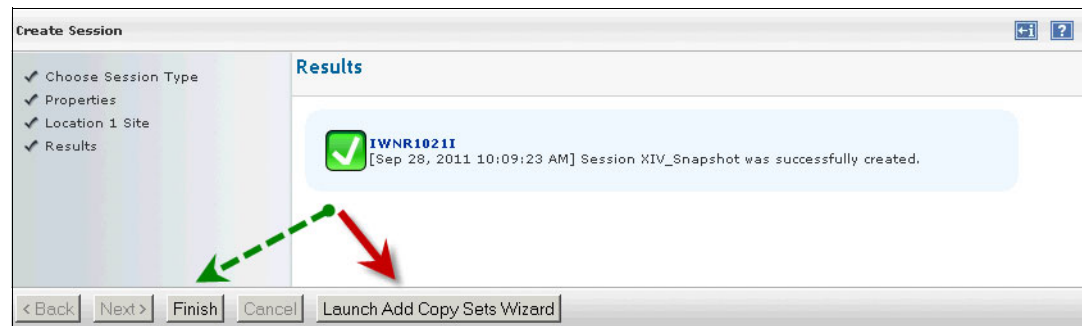 Create Session
Choose Session Type
Properties
Location 1 Site
Results
Results
IWNR1021I
[Sep 28, 2011 10:09:23 AM] Session XIV_Snapshot was successfully created.
< Back
Next >
Finish
Cancel
Launch Add Copy Sets Wizard